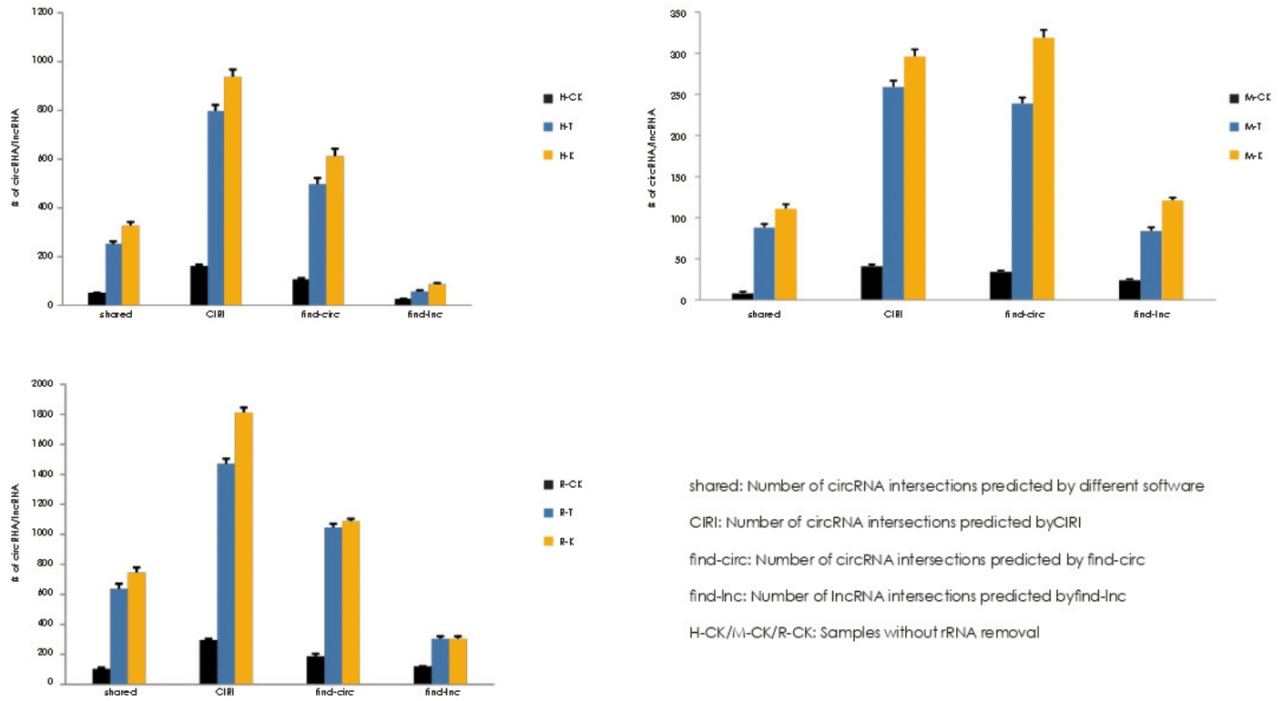 1200
1000
800
600
400
200
0
# of circRNA/lncRNA
shared CIRI find-circ find-lnc
H-CK
H-T
H-K
350
300
250
200
150
100
50
0
# of circRNA/lncRNA
shared CIRI find-circ find-lnc
M-CK
M-T
M-K
2000
1800
1600
1400
1200
1000
800
600
400
200
0
# of circRNA/lncRNA
shared CIRI find-circ find-lnc
R-CK
R-T
R-K
shared: Number of circRNA intersections predicted by different software
CIRI: Number of circRNA intersections predicted byCIRI
find-circ: Number of circRNA intersections predicted by find-circ
find-lnc: Number of lncRNA intersections predicted byfind-lnc
H-CK/M-CK/R-CK: Samples without rRNA removal